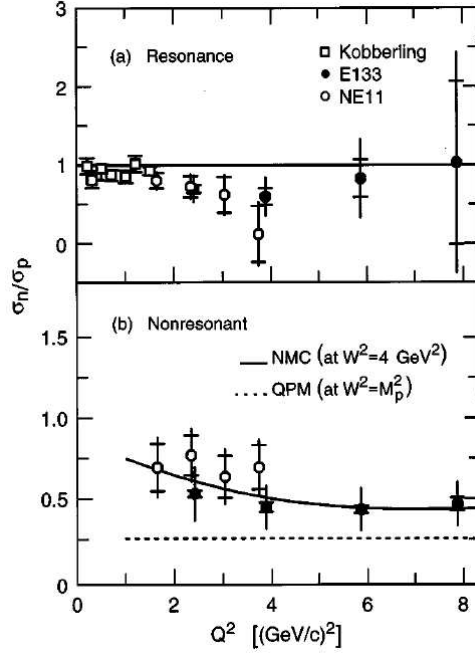 3
(a) Resonance
Kobberling
E133
NE11
2
1
0
σn/σp
(b) Nonresonant
NMC (at W²=4 GeV²)
QPM (at W²=Mp²)
1.5
1.0
0.5
0
0 2 4 6 8
Q² [(GeV/c)²]